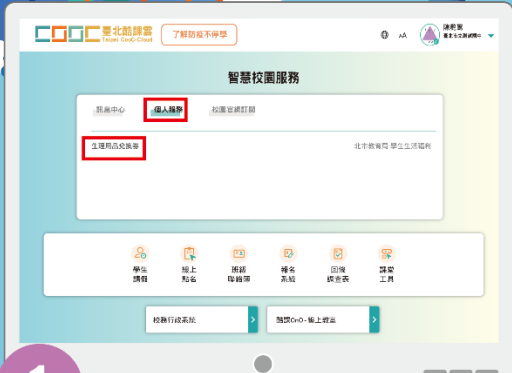 COOC 臺北酷課雲
Taipei CooC-Cloud
了解防疫不停學
文A
智慧校園服務
訊息中心
個人服務
校園官網訂閱
生理用品兌換券
北市教育局 學生生活福利
學生
請假
線上
點名
班級
聯絡簿
報名
系統
回條
調查表
課堂
工具
校務行政系統
酷課OnO-線上教室
1